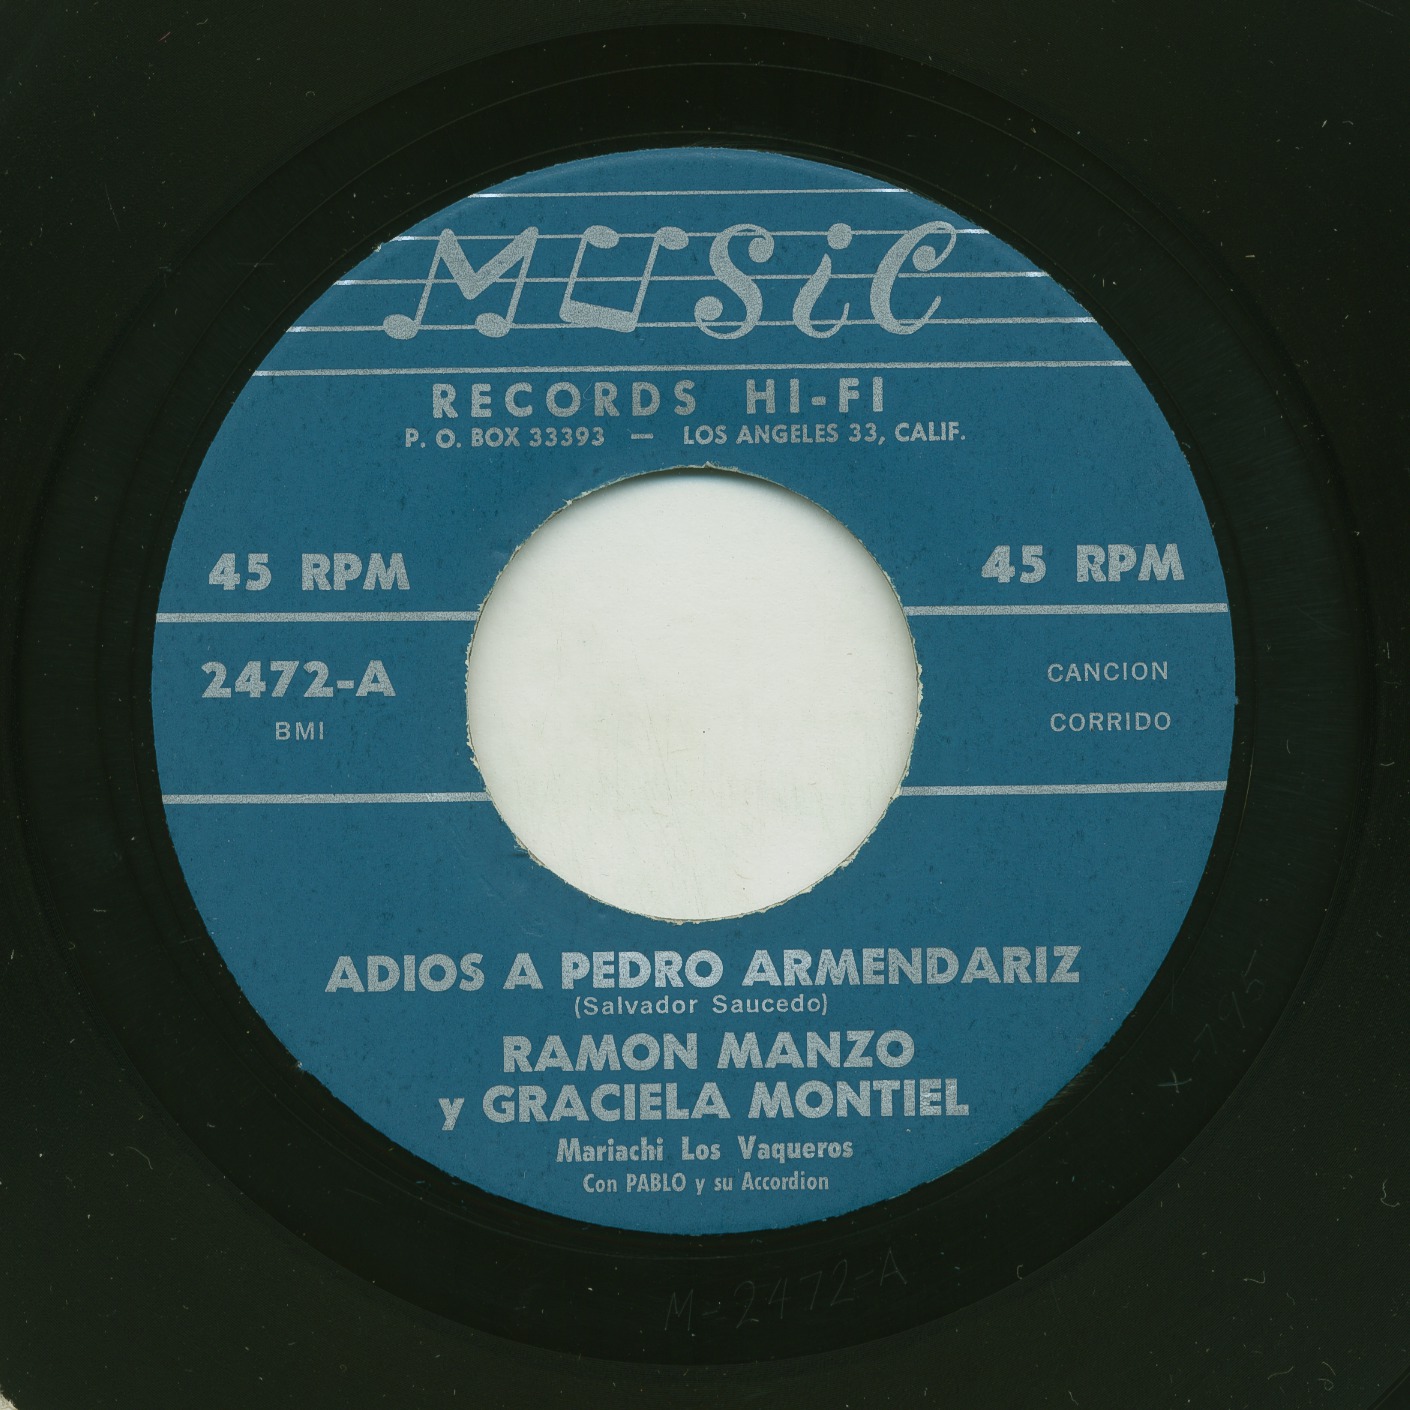 MUSiC
RECORDS HI-FI
P. O. BOX 33393 — LOS ANGELES 33, CALIF.
45 RPM 45 RPM
2472-A CANCION
BMI CORRIDO
ADIOS A PEDRO ARMENDARIZ
(Salvador Saucedo)
RAMON MANZO
y GRACIELA MONTIEL
Mariachi Los Vaqueros
Con PABLO y su Accordion
M-2472-A